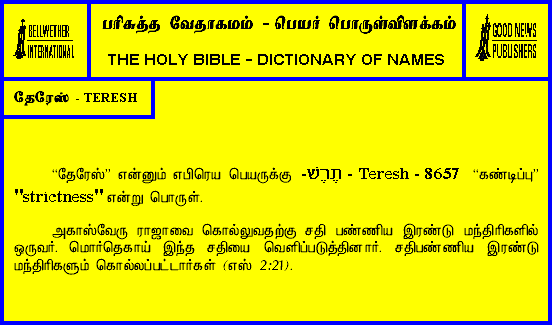 BELLWETHER
INTERNATIONAL
பரிசுத்த வேதாகமம் - பெயர் பொருள்விளக்கம்
THE HOLY BIBLE - DICTIONARY OF NAMES
GOOD NEWS
PUBLISHERS
தேரேஸ் - TERESH
“தேரேஸ்” என்னும் எபிரெய பெயருக்கு -תֶּרֶשׁ - Teresh - 8657 “கண்டிப்பு”
"strictness" என்று பொருள்.
அகாஸ்வேரு ராஜாவை கொல்லுவதற்கு சதி பண்ணிய இரண்டு மந்திரிகளில்
ஒருவர். மொர்தெகாய் இந்த சதியை வெளிப்படுத்தினார். சதிபண்ணிய இரண்டு
மந்திரிகளும் கொல்லப்பட்டார்கள் (எஸ் 2:21).